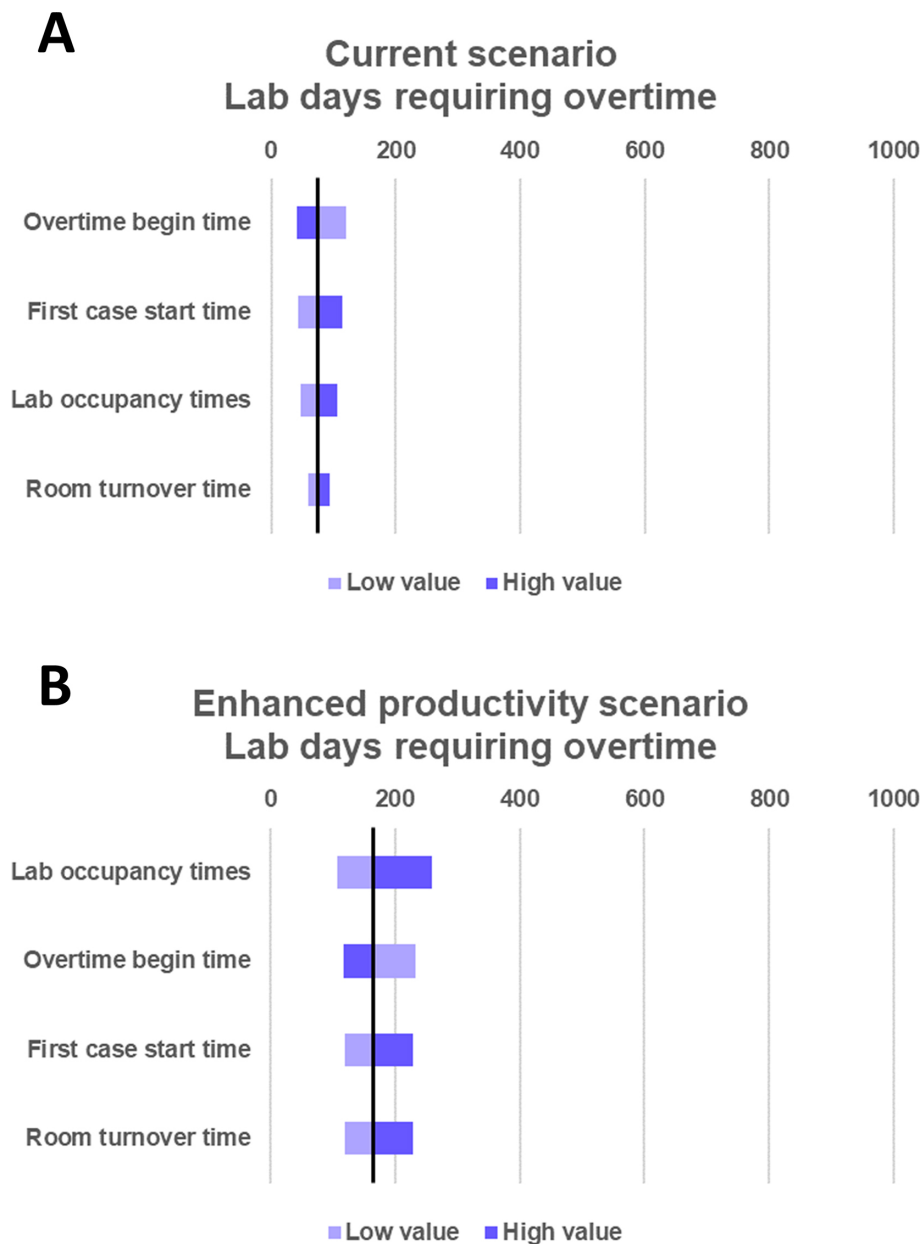 A
Current scenario
Lab days requiring overtime
0 200 400 600 800 1000
Overtime begin time
First case start time
Lab occupancy times
Room turnover time
Low value High value
B
Enhanced productivity scenario
Lab days requiring overtime
0 200 400 600 800 1000
Lab occupancy times
Overtime begin time
First case start time
Room turnover time
Low value High value